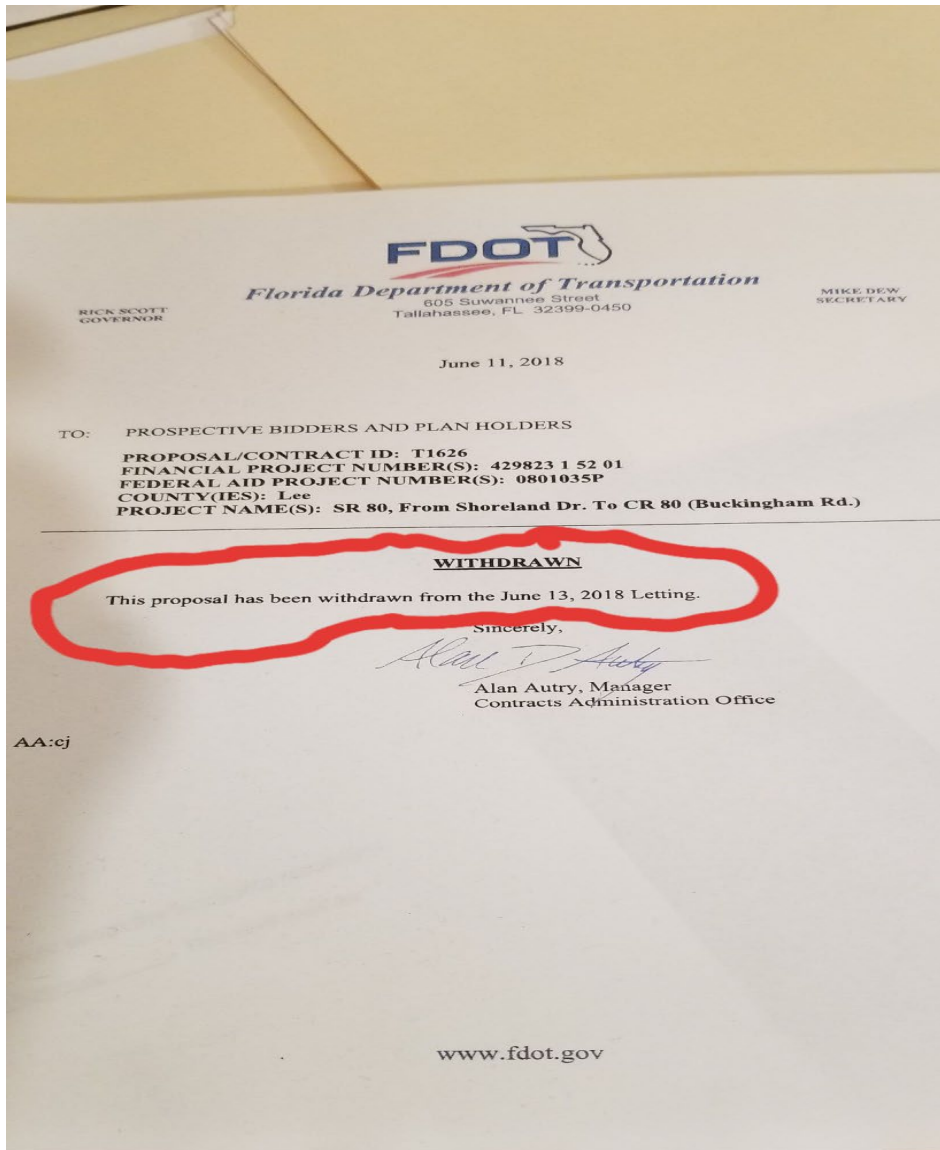 FDOT
Florida Department of Transportation
RICK SCOTT
GOVERNOR
605 Suwannee Street
Tallahassee, FL 32399-0450
MIKE DEW
SECRETARY
June 11, 2018
TO: PROSPECTIVE BIDDERS AND PLAN HOLDERS
PROPOSAL/CONTRACT ID: T1626
FINANCIAL PROJECT NUMBER(S): 429823 1 52 01
FEDERAL AID PROJECT NUMBER(S): 0801035P
COUNTY(IES): Lee
PROJECT NAME(S): SR 80, From Shoreland Dr. To CR 80 (Buckingham Rd.)
WITHDRAWN
This proposal has been withdrawn from the June 13, 2018 Letting.
Sincerely,
Alan D Autry
Alan Autry, Manager
Contracts Administration Office
AA:cj
www.fdot.gov